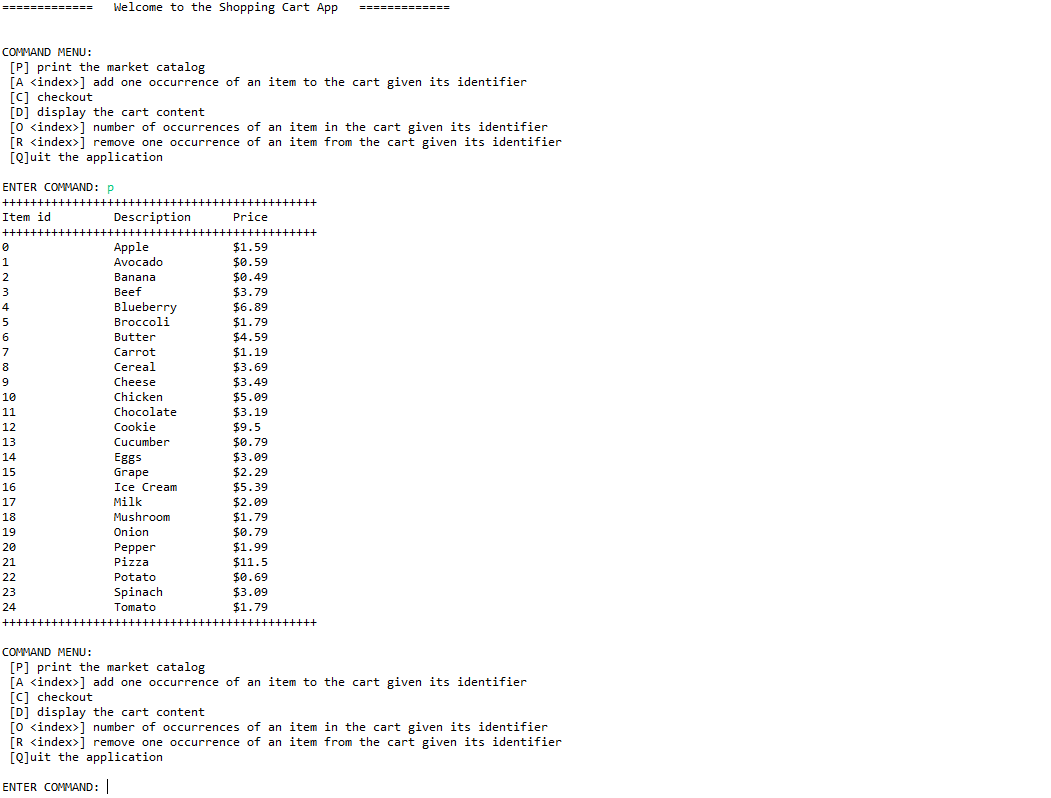 =============   Welcome to the Shopping Cart App   =============
COMMAND MENU:
 [P] print the market catalog
 [A <index>] add one occurrence of an item to the cart given its identifier
 [C] checkout
 [D] display the cart content
 [O <index>] number of occurrences of an item in the cart given its identifier
 [R <index>] remove one occurrence of an item from the cart given its identifier
 [Q]uit the application
ENTER COMMAND: p
+++++++++++++++++++++++++++++++++++++++++++++
Item id         Description      Price
+++++++++++++++++++++++++++++++++++++++++++++
0               Apple            $1.59
1               Avocado          $0.59
2               Banana           $0.49
3               Beef             $3.79
4               Blueberry        $6.89
5               Broccoli         $1.79
6               Butter           $4.59
7               Carrot           $1.19
8               Cereal           $3.69
9               Cheese           $3.49
10              Chicken          $5.09
11              Chocolate        $3.19
12              Cookie           $9.5
13              Cucumber         $0.79
14              Eggs             $3.09
15              Grape            $2.29
16              Ice Cream        $5.39
17              Milk             $2.09
18              Mushroom         $1.79
19              Onion            $0.79
20              Pepper           $1.99
21              Pizza            $11.5
22              Potato           $0.69
23              Spinach          $3.09
24              Tomato           $1.79
+++++++++++++++++++++++++++++++++++++++++++++
COMMAND MENU:
 [P] print the market catalog
 [A <index>] add one occurrence of an item to the cart given its identifier
 [C] checkout
 [D] display the cart content
 [O <index>] number of occurrences of an item in the cart given its identifier
 [R <index>] remove one occurrence of an item from the cart given its identifier
 [Q]uit the application
ENTER COMMAND: